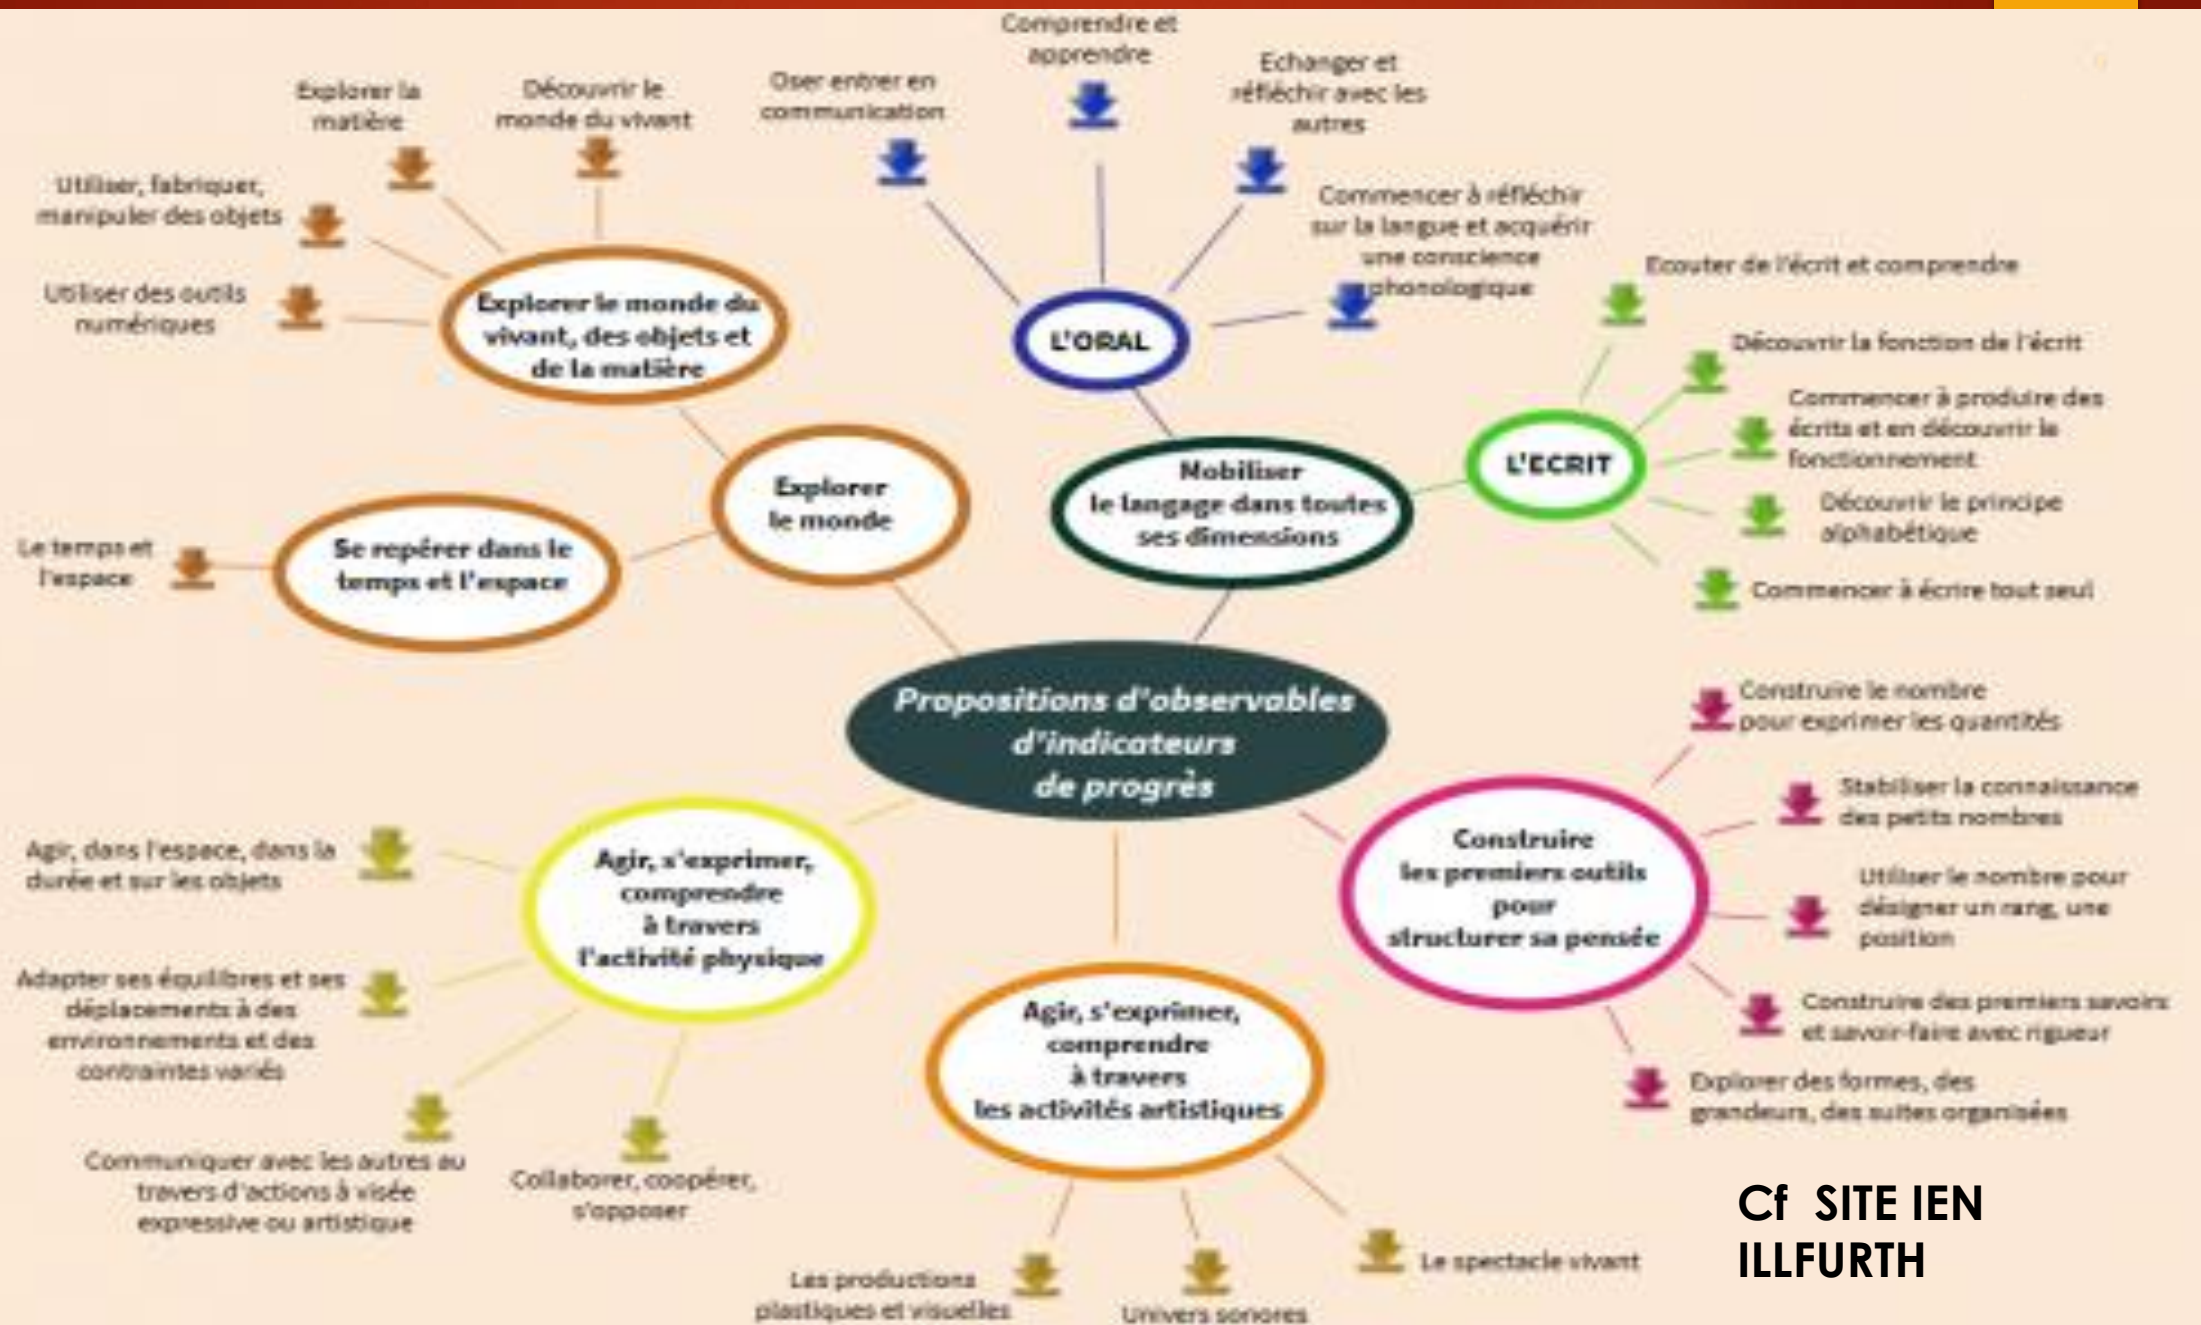 Comprendre et
apprendre
Oser entrer en
communication
Echanger et
réfléchir avec les
autres
Commencer à réfléchir
sur la langue et acquérir
une conscience
phonologique
Explorer la
matière
Découvrir le
monde du vivant
Utiliser, fabriquer,
manipuler des objets
Utiliser des outils
numériques
Explorer le monde du
vivant, des objets et
de la matière
L'ORAL
Ecouter de l'écrit et comprendre
Découvrir la fonction de l'écrit
Commencer à produire des
écrits et en découvrir le
fonctionnement
Découvrir le principe
alphabétique
Commencer à écrire tout seul
L'ECRIT
Mobiliser
le langage dans toutes
ses dimensions
Explorer
le monde
Se repérer dans le
temps et l'espace
Le temps et
l'espace
Propositions d'observables
d'indicateurs
de progrès
Construire le nombre
pour exprimer les quantités
Stabiliser la connaissance
des petits nombres
Utiliser le nombre pour
désigner un rang, une
position
Construire des premiers savoirs
et savoir-faire avec rigueur
Explorer des formes, des
grandeurs, des suites organisées
Construire
les premiers outils
pour
structurer sa pensée
Agir, s'exprimer,
comprendre
à travers
l'activité physique
Agir, dans l'espace, dans la
durée et sur les objets
Adapter ses équilibres et ses
déplacements à des
environnements et des
contraintes variés
Communiquer avec les autres au
travers d'actions à visée
expressive ou artistique
Collaborer, coopérer,
s'opposer
Agir, s'exprimer,
comprendre
à travers
les activités artistiques
Les productions
plastiques et visuelles
Univers sonores
Le spectacle vivant
Cf SITE IEN
ILLFURTH